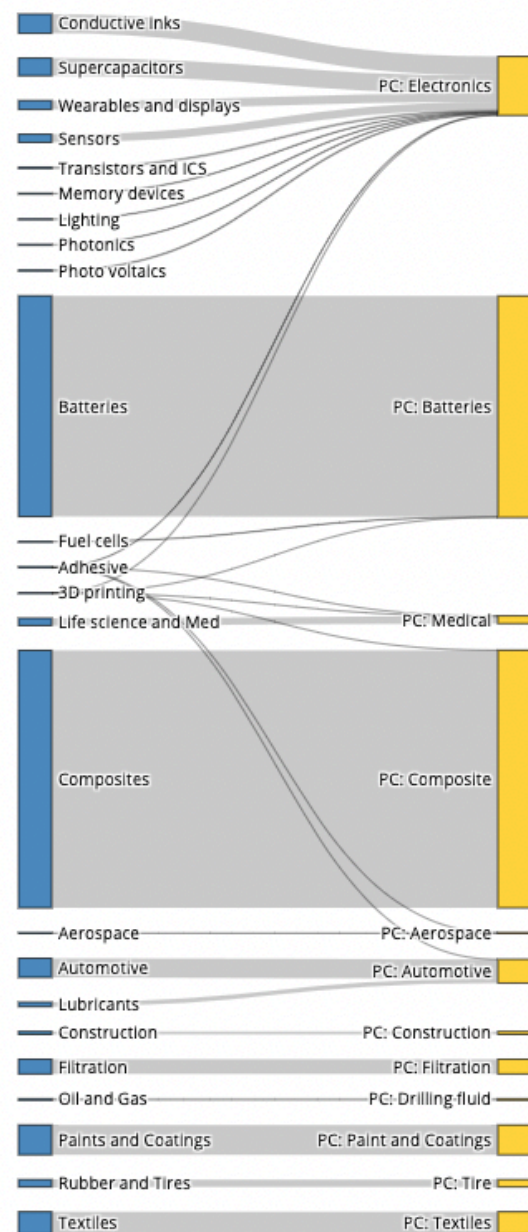 Conductive Inks
Supercapacitors
PC: Electronics
Wearables and displays
Sensors
Transistors and ICS
Memory devices
Lighting
Photonics
Photo voltaics
Batteries
PC: Batteries
Fuel cells
Adhesive
3D printing
Life science and Med
PC: Medical
Composites
PC: Composite
Aerospace
PC: Aerospace
Automotive
PC: Automotive
Lubricants
Construction
PC: Construction
Filtration
PC: Filtration
Oil and Gas
PC: Drilling fluid
Paints and Coatings
PC: Paint and Coatings
Rubber and Tires
PC: Tire
Textiles
PC: Textiles